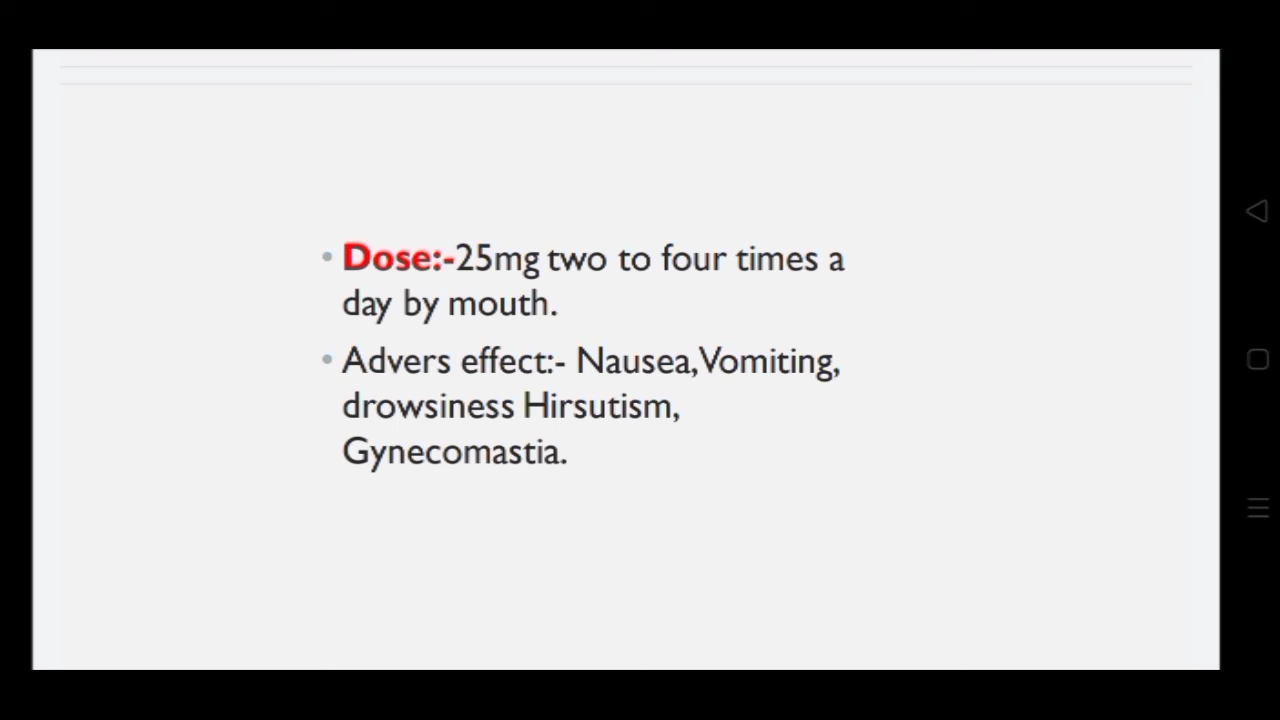 • Dose:-25mg two to four times a
day by mouth.
• Advers effect:- Nausea,Vomiting,
drowsiness Hirsutism,
Gynecomastia.